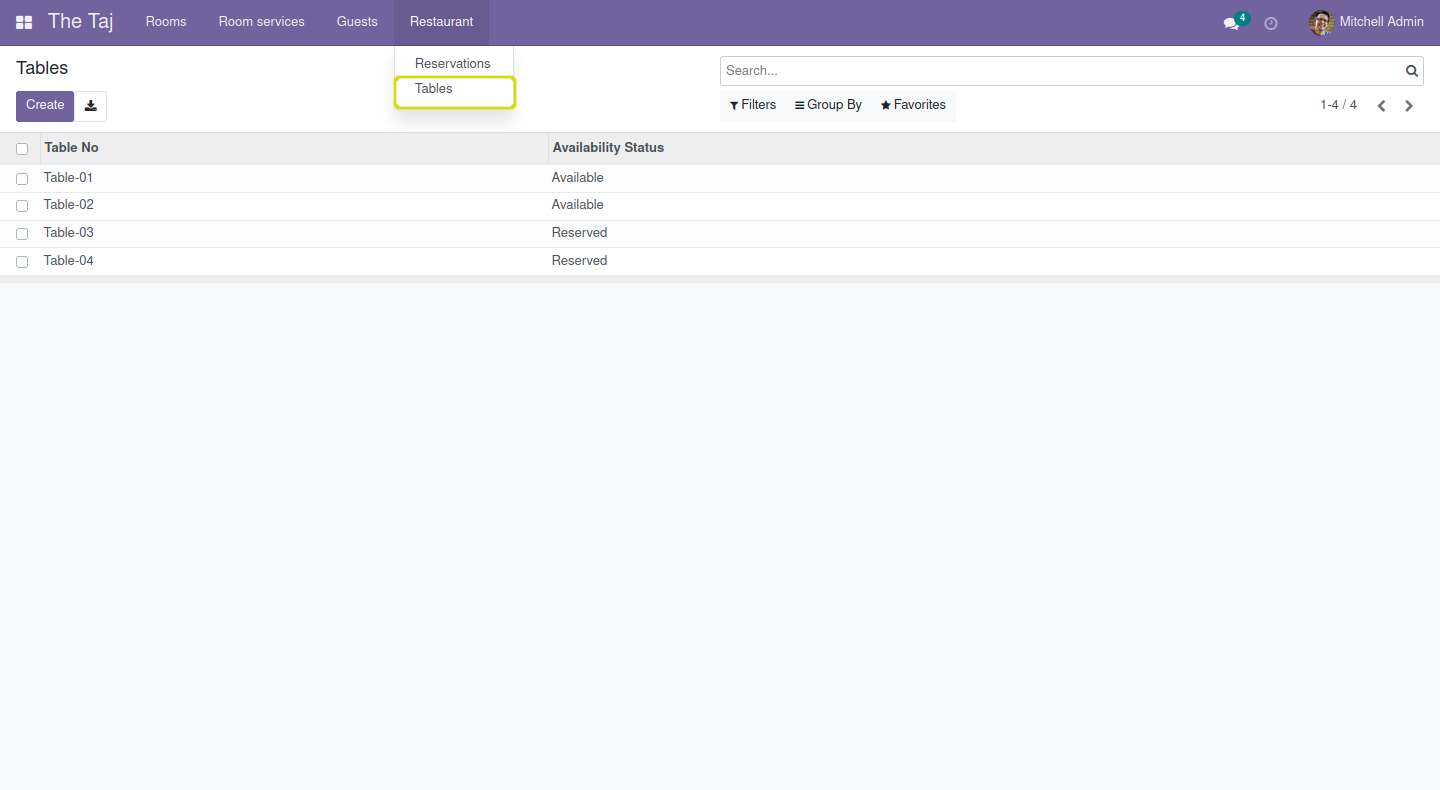 The Taj Rooms Room services Guests Restaurant 4 Mitchell Admin
Reservations
Tables
Tables
Search...
Create
Filters Group By Favorites 1-4 / 4
Table No Availability Status
Table-01 Available
Table-02 Available
Table-03 Reserved
Table-04 Reserved